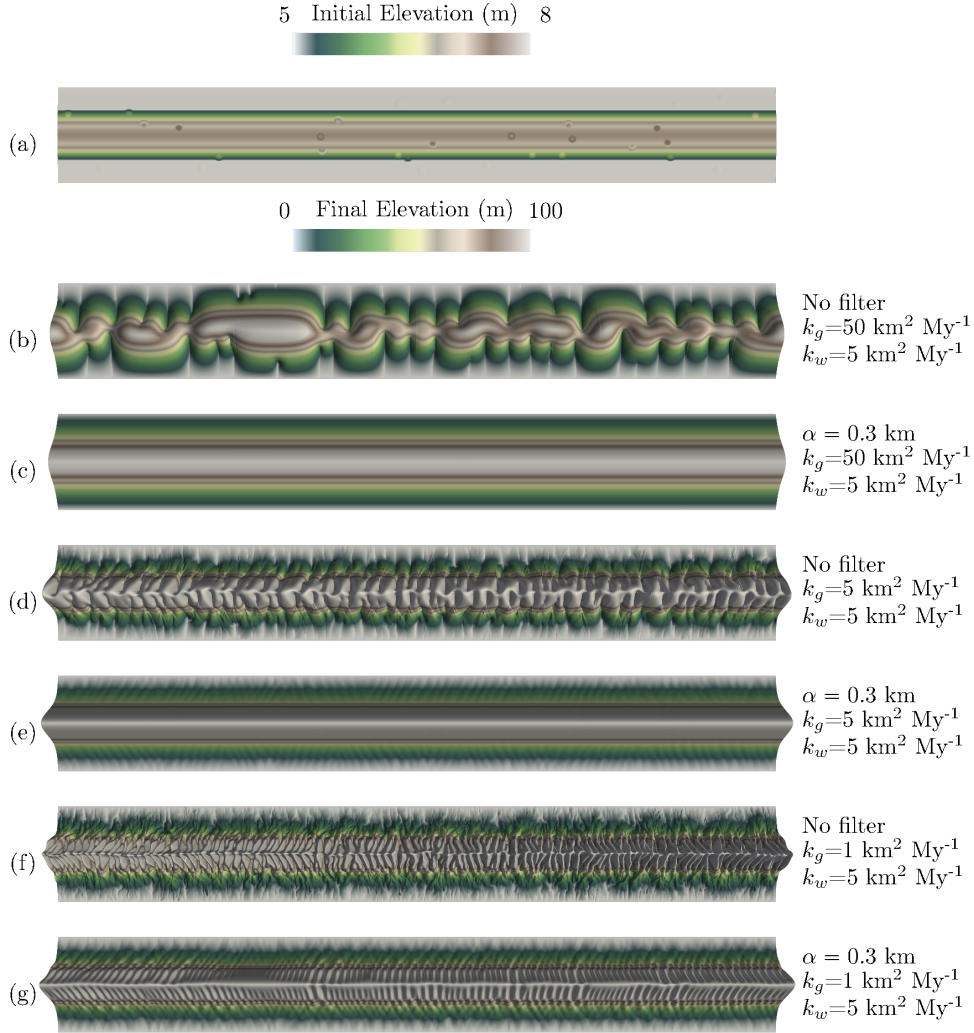 5 Initial Elevation (m) 8
(a)
0 Final Elevation (m) 100
(b)
No filter
k_g=50 km² My⁻¹
k_w=5 km² My⁻¹
(c)
α = 0.3 km
k_g=50 km² My⁻¹
k_w=5 km² My⁻¹
(d)
No filter
k_g=5 km² My⁻¹
k_w=5 km² My⁻¹
(e)
α = 0.3 km
k_g=5 km² My⁻¹
k_w=5 km² My⁻¹
(f)
No filter
k_g=1 km² My⁻¹
k_w=5 km² My⁻¹
(g)
α = 0.3 km
k_g=1 km² My⁻¹
k_w=5 km² My⁻¹